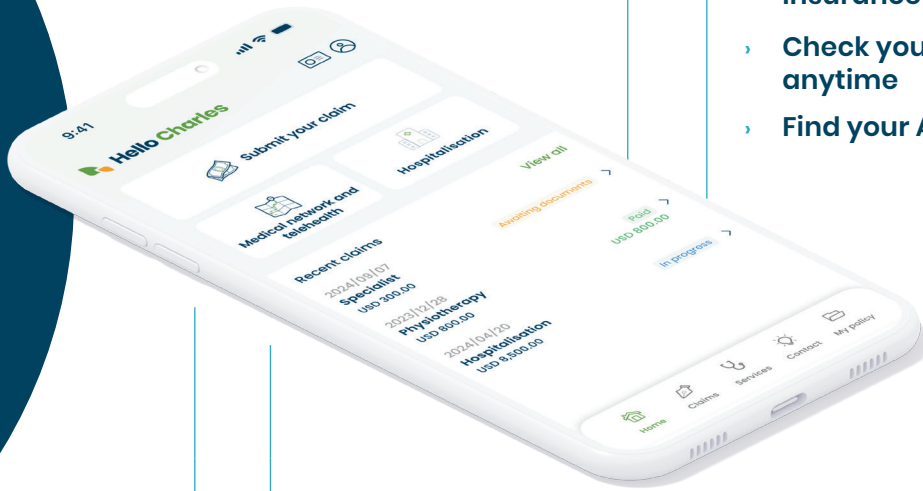 9:41
Hello Charles
Submit your claim
Medical network and
telehealth
Hospitalisation
Recent claims
View all
2024/09/07
Specialist
USD 300.00
Awaiting documents
2023/12/28
Physiotherapy
USD 800.00
Paid
USD 800.00
2024/04/20
Hospitalisation
USD 8,500.00
in progress
Home
Claims
Services
Contact
My policy
› Check you
anytime
› Find your